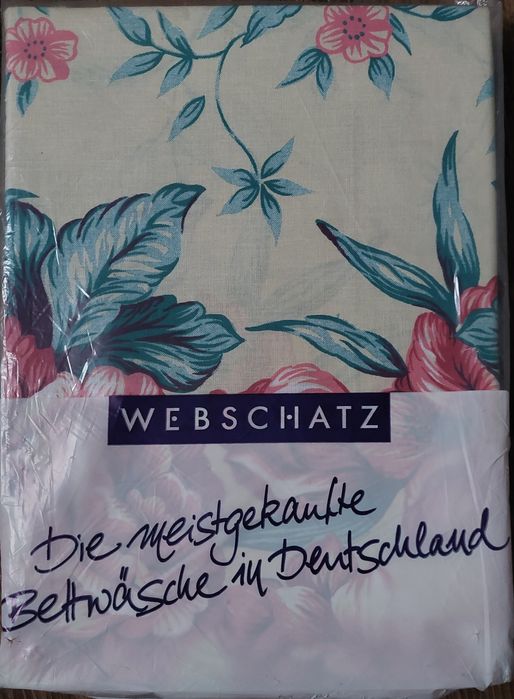 WEBSCHATZ
Die meistgekaufte
Bettwäsche in Deutschland